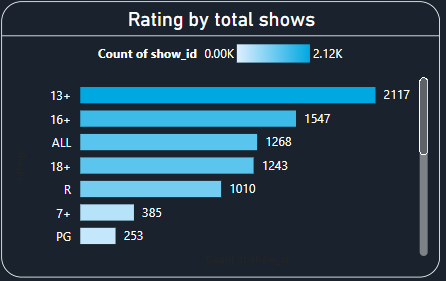 Rating by total shows
Count of show_id 0.00K 2.12K
13+ 2117
16+ 1547
ALL 1268
18+ 1243
R 1010
7+ 385
PG 253